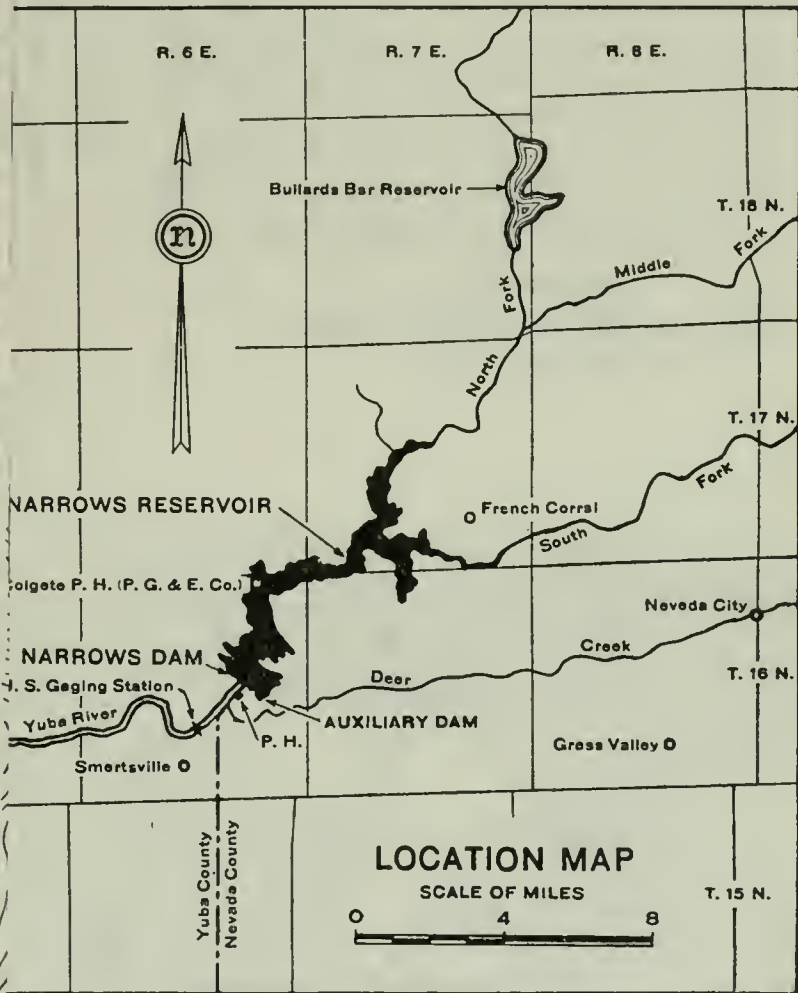 R. 6 E.
R. 7 E.
R. 8 E.
Bullards Bar Reservoir
T. 18 N.
Fork
Middle
Fork
North
n
T. 17 N.
Fork
NARROWS RESERVOIR
French Corral
South
olgate P. H. (P. G. & E. Co.)
Nevada City
NARROWS DAM
Creek
Deer
T. 16 N.
S. Gaging Station
Yuba River
AUXILIARY DAM
P. H.
Smartsville
Grass Valley
Yuba County
Nevada County
LOCATION MAP
SCALE OF MILES
T. 15 N.
0 4 8